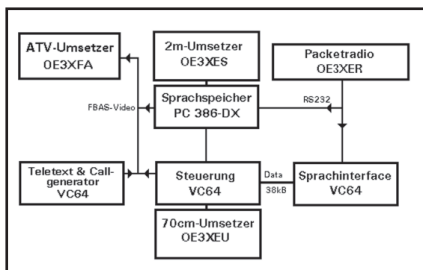 ATV-Umsetzer
OE3XFA
2m-Umsetzer
OE3XES
Packetradio
OE3XER
Sprachspeicher
PC 386-DX
RS232
FBAS-Video
Teletext & Call-
generator
VC64
Steuerung
VC64
Data
38kB
Sprachinterface
VC64
70cm-Umsetzer
OE3XEU